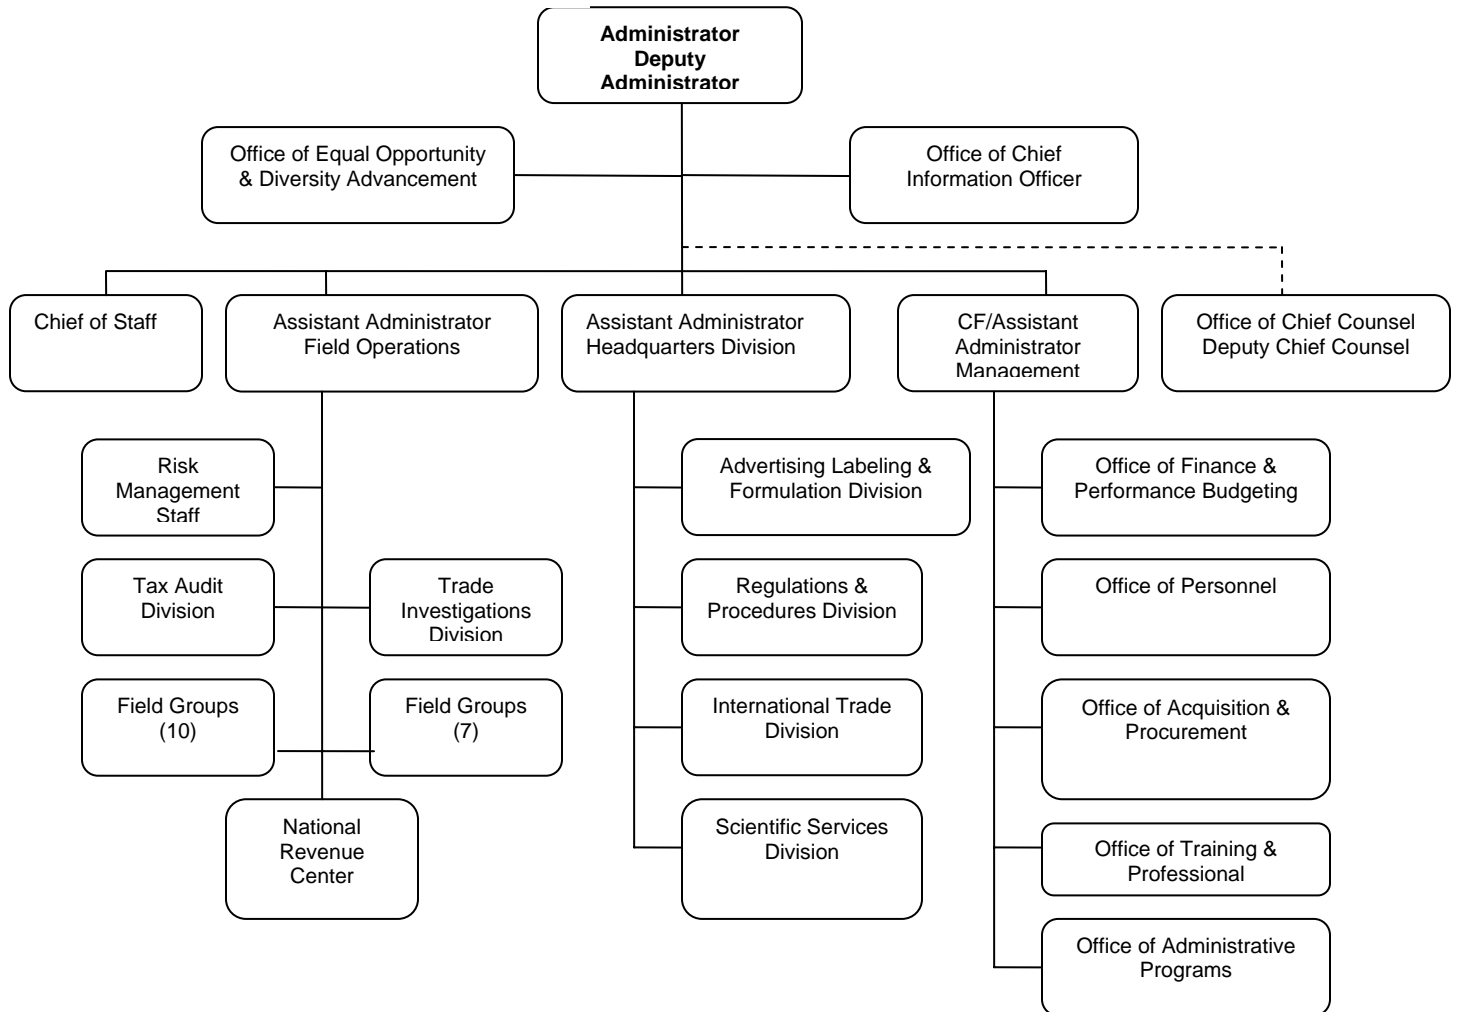 Administrator
Deputy
Administrator
Office of Equal Opportunity
& Diversity Advancement
Office of Chief
Information Officer
Chief of Staff
Assistant Administrator
Field Operations
Assistant Administrator
Headquarters Division
CF/Assistant
Administrator
Management
Office of Chief Counsel
Deputy Chief Counsel
Risk
Management
Staff
Advertising Labeling &
Formulation Division
Office of Finance &
Performance Budgeting
Tax Audit
Division
Trade
Investigations
Division
Regulations &
Procedures Division
Office of Personnel
Field Groups
(10)
Field Groups
(7)
International Trade
Division
Office of Acquisition &
Procurement
National
Revenue
Center
Scientific Services
Division
Office of Training &
Professional
Office of Administrative
Programs